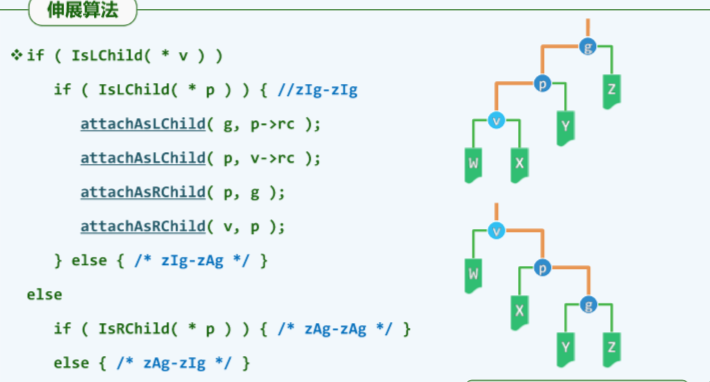 伸展算法
❖if ( IsLChild( * v ) )
if ( IsLChild( * p ) ) { //zIg-zIg
attachAsLChild( g, p->rc );
attachAsLChild( p, v->rc );
attachAsRChild( p, g );
attachAsRChild( v, p );
} else { /* zIg-zAg */ }
else
if ( IsRChild( * p ) ) { /* zAg-zAg */ }
else { /* zAg-zIg */ }
g
p
Z
v
Y
W
X
v
p
W
g
X
Y
Z